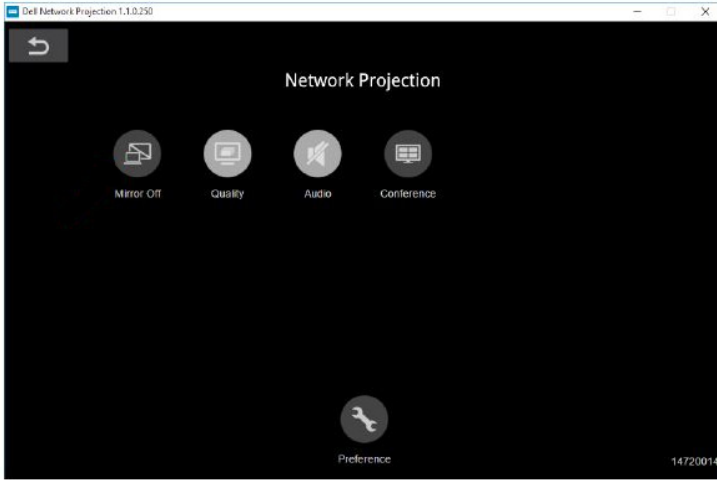 Dell Network Projection 1.1.0.250
Network Projection
Mirror Off
Quality
Audio
Conference
Preference
14720014